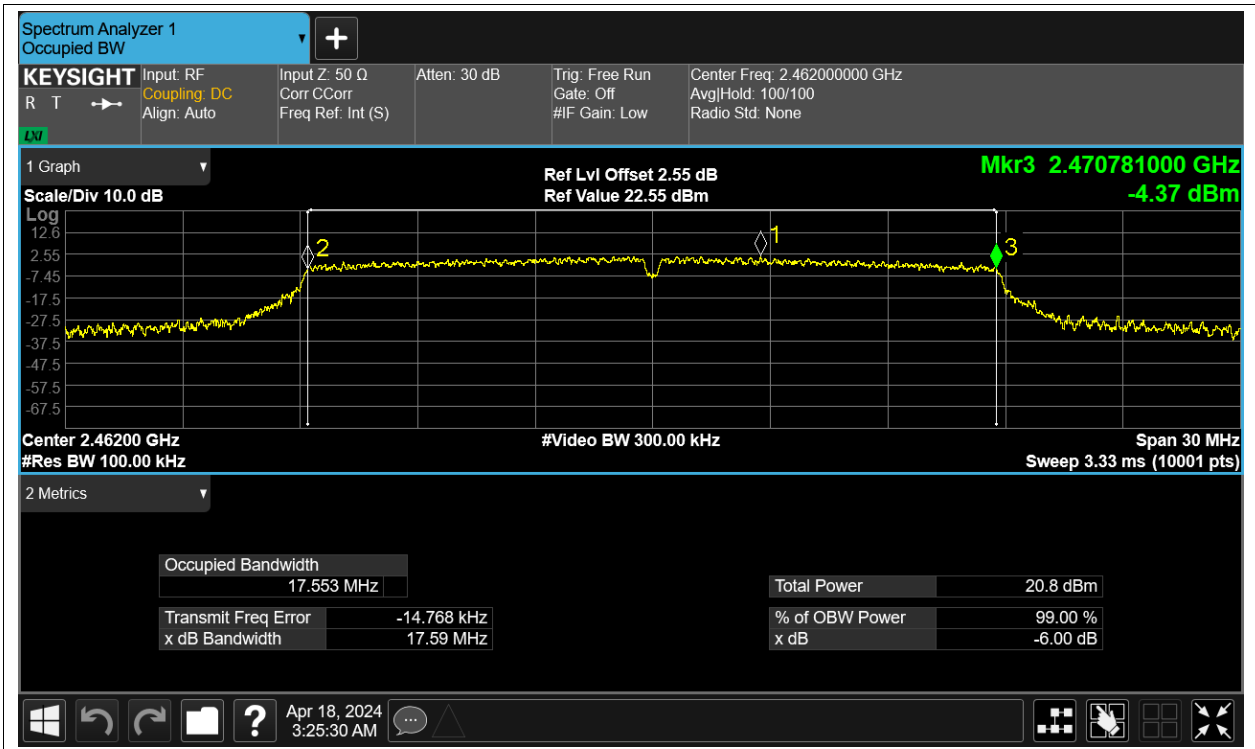 Spectrum Analyzer 1
Occupied BW
KEYSIGHT
R T
LXI
Input: RF
Coupling: DC
Align: Auto
Input Z: 50 Ω
Corr CCorr
Freq Ref: Int (S)
Atten: 30 dB
Trig: Free Run
Gate: Off
#IF Gain: Low
Center Freq: 2.462000000 GHz
Avg|Hold: 100/100
Radio Std: None
1 Graph
Scale/Div 10.0 dB
Ref Lvl Offset 2.55 dB
Ref Value 22.55 dBm
Mkr3 2.470781000 GHz
-4.37 dBm
Log
12.6
2.55
-7.45
-17.5
-27.5
-37.5
-47.5
-57.5
-67.5
2
1
3
Center 2.46200 GHz
#Video BW 300.00 kHz
Span 30 MHz
#Res BW 100.00 kHz
Sweep 3.33 ms (10001 pts)
2 Metrics
Occupied Bandwidth
17.553 MHz
Transmit Freq Error -14.768 kHz
x dB Bandwidth 17.59 MHz
Total Power 20.8 dBm
% of OBW Power 99.00 %
x dB -6.00 dB
?
Apr 18, 2024
3:25:30 AM